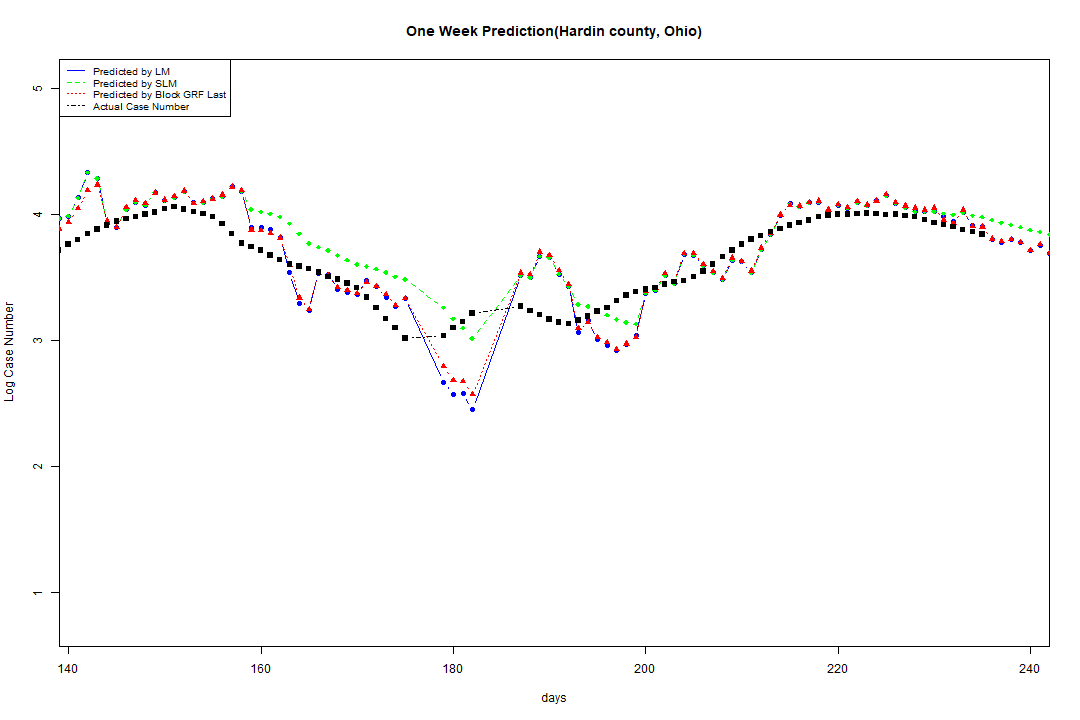 One Week Prediction(Hardin county, Ohio)
Predicted by LM
Predicted by SLM
Predicted by Block GRF Last
Actual Case Number
5
4
3
2
1
Log Case Number
140 160 180 200 220 240
days